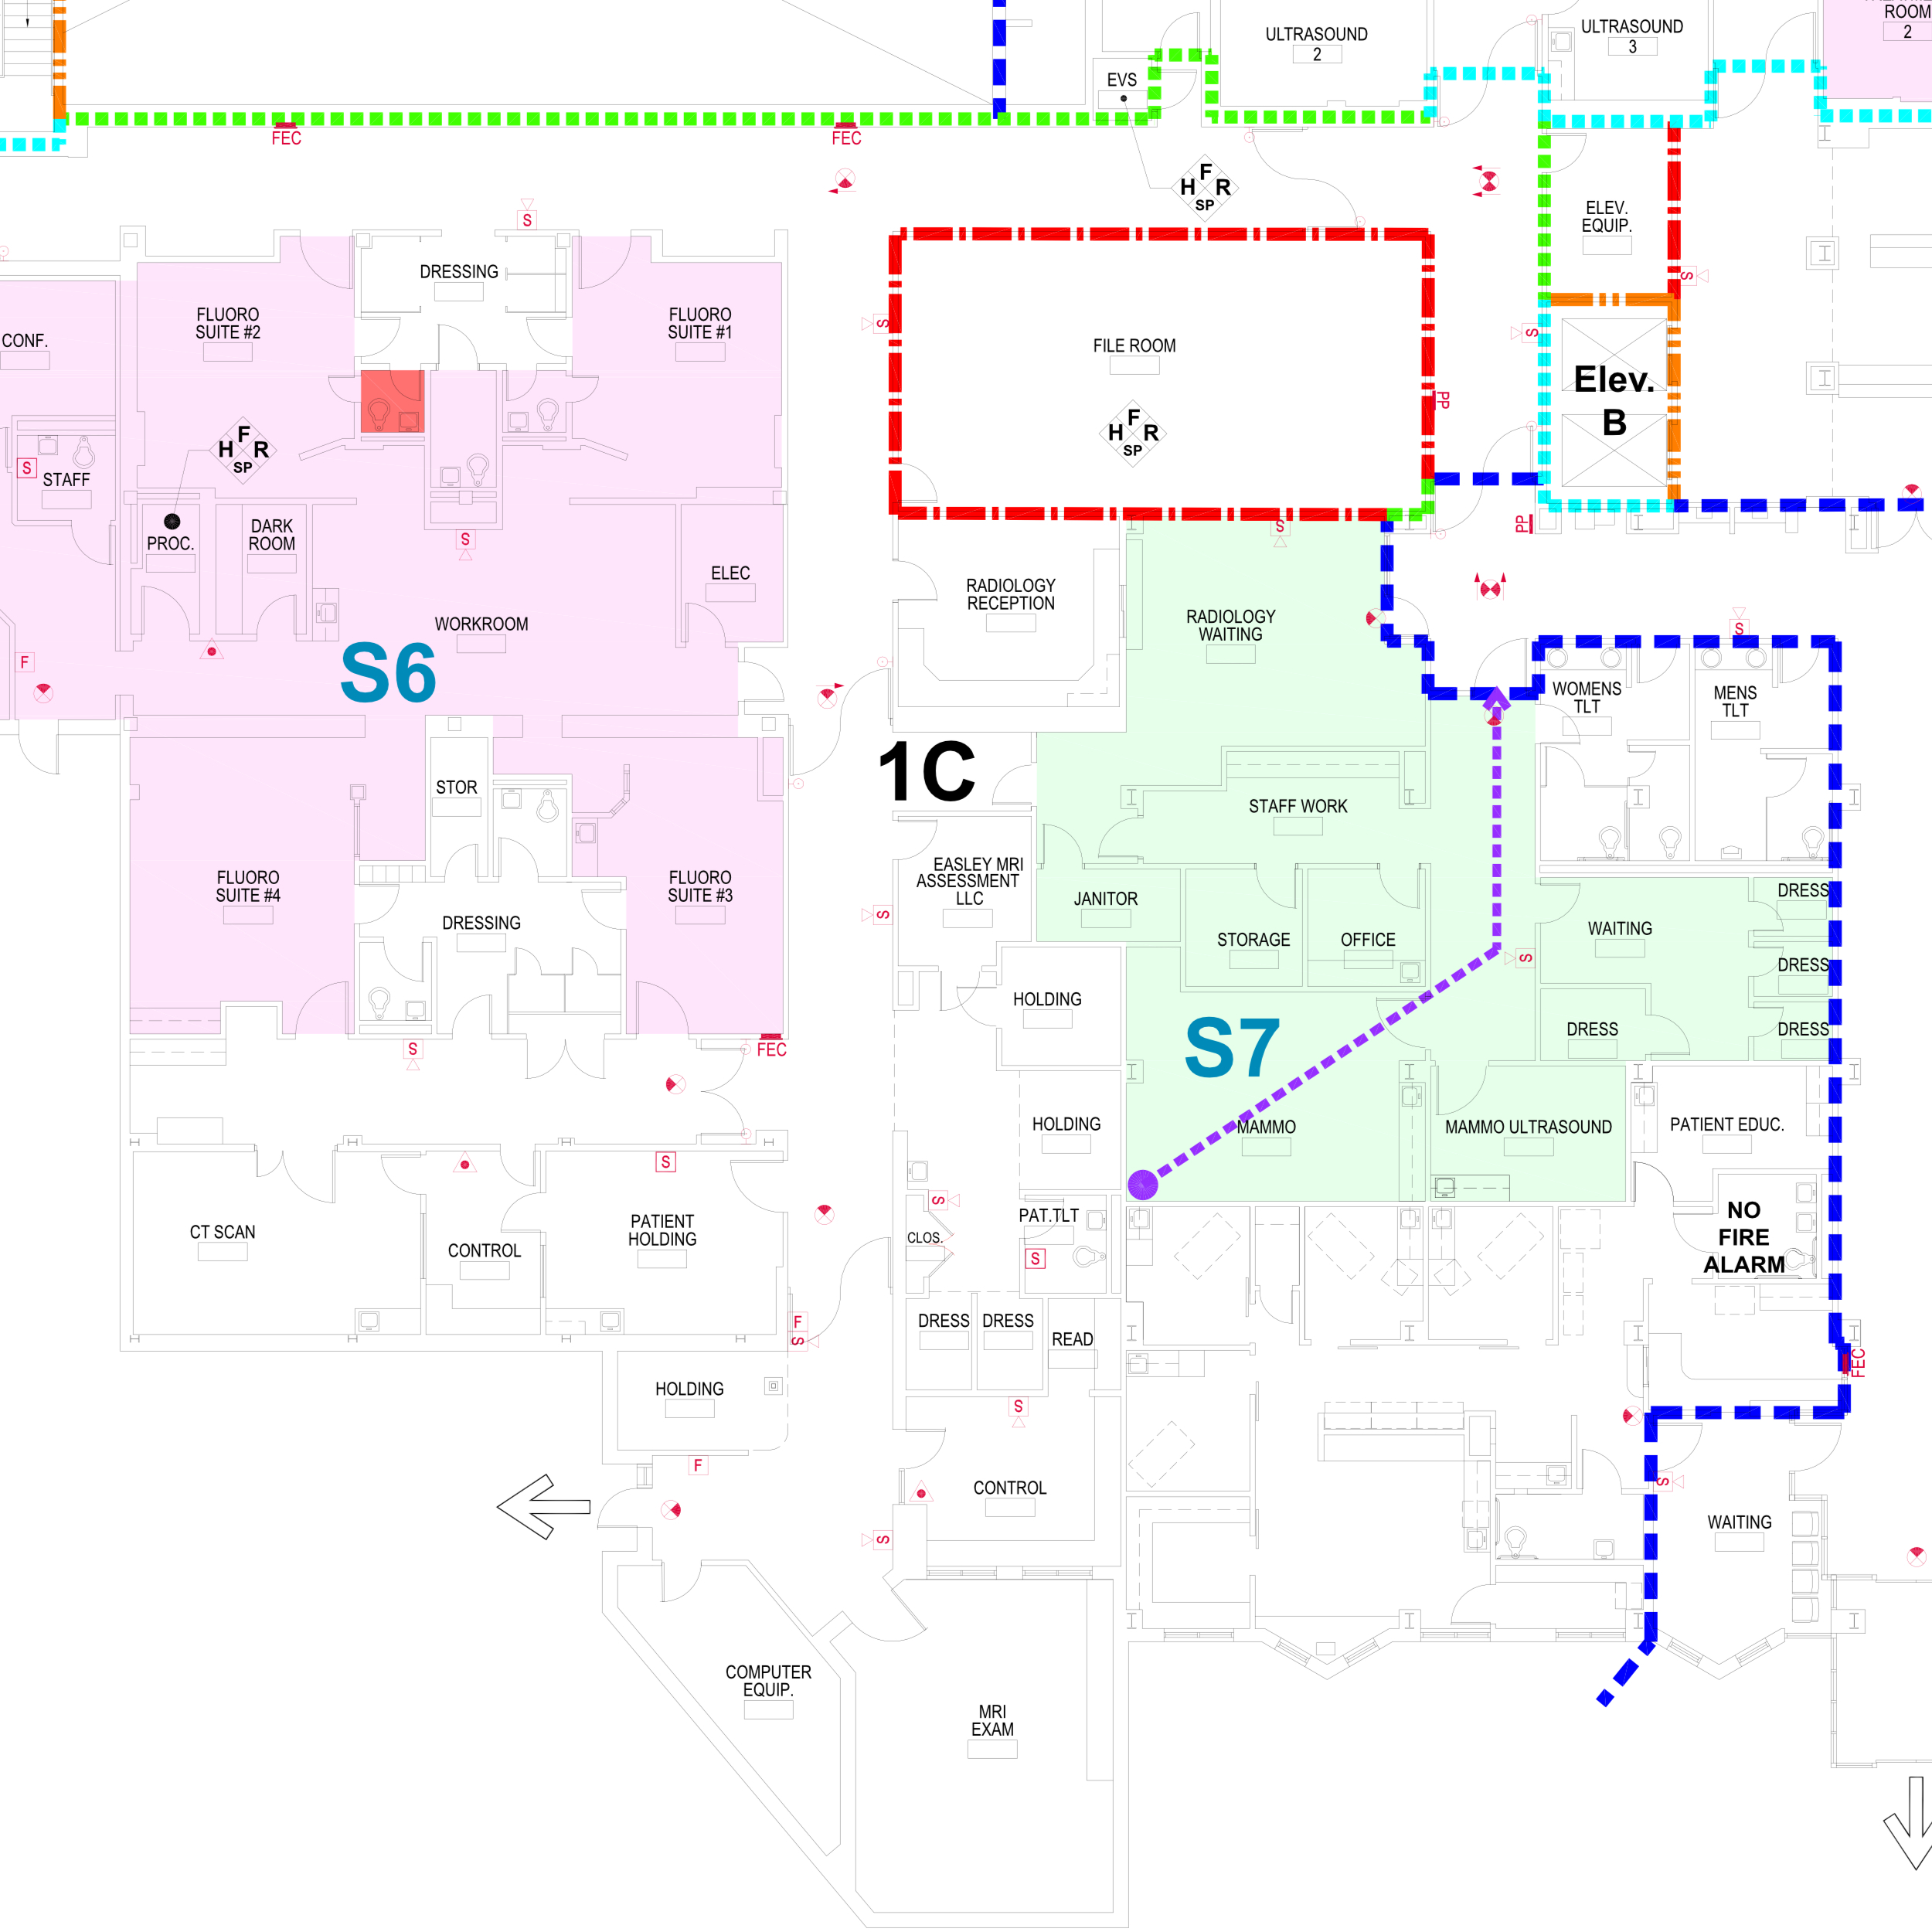 ROOM
2
ULTRASOUND
2
ULTRASOUND
3
EVS
FEC
FEC
F
H R
SP
S
ELEV.
EQUIP.
S
DRESSING
FLUORO
SUITE #2
FLUORO
SUITE #1
CONF.
S
FILE ROOM
S
Elev.
B
PP
F
H R
SP
F
H R
SP
S
STAFF
PROC.
DARK
ROOM
S
S
PP
ELEC
RADIOLOGY
RECEPTION
RADIOLOGY
WAITING
WORKROOM
S
F
S6
WOMENS
TLT
MENS
TLT
1C
STOR
STAFF WORK
FLUORO
SUITE #4
FLUORO
SUITE #3
EASLEY MRI
ASSESSMENT
LLC
JANITOR
DRESS
S
DRESSING
STORAGE
OFFICE
WAITING
S
DRESS
HOLDING
S7
DRESS
DRESS
S
FEC
HOLDING
MAMMO
MAMMO ULTRASOUND
PATIENT EDUC.
S
S
PAT.TLT
NO
FIRE
ALARM
CT SCAN
CONTROL
PATIENT
HOLDING
CLOS.
S
F
S
DRESS
DRESS
READ
FEC
HOLDING
S
F
CONTROL
S
WAITING
S
COMPUTER
EQUIP.
MRI
EXAM